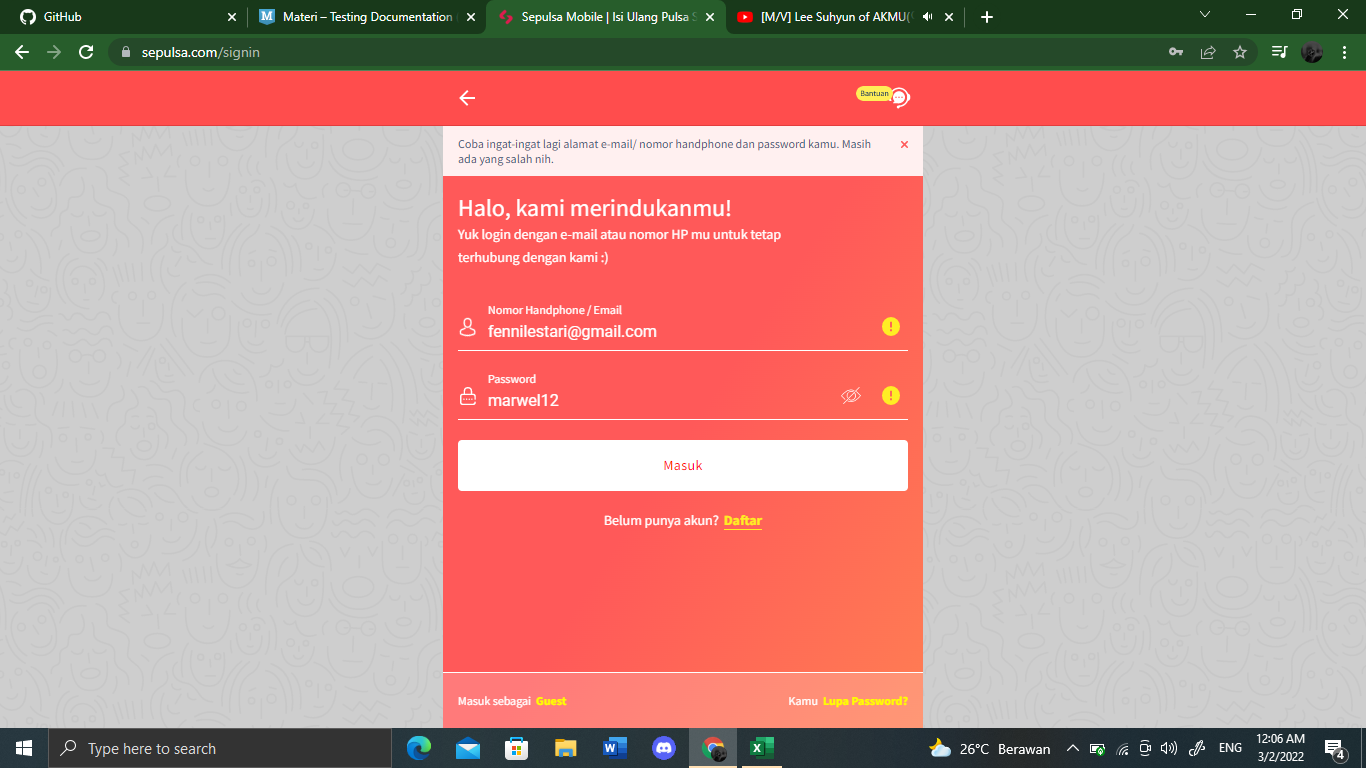 GitHub
Materi – Testing Documentation
Sepulsa Mobile | Isi Ulang Pulsa S
[M/V] Lee Suhyun of AKMU(
sepulsa.com/signin
Bantuan
Coba ingat-ingat lagi alamat e-mail/ nomor handphone dan password kamu. Masih
ada yang salah nih.
Halo, kami merindukanmu!
Yuk login dengan e-mail atau nomor HP mu untuk tetap
terhubung dengan kami :)
Nomor Handphone / Email
fennilestari@gmail.com
Password
marwel12
Masuk
Belum punya akun? Daftar
Masuk sebagai Guest
Kamu Lupa Password?
Type here to search
26°C Berawan
ENG
12:06 AM
3/2/2022
4